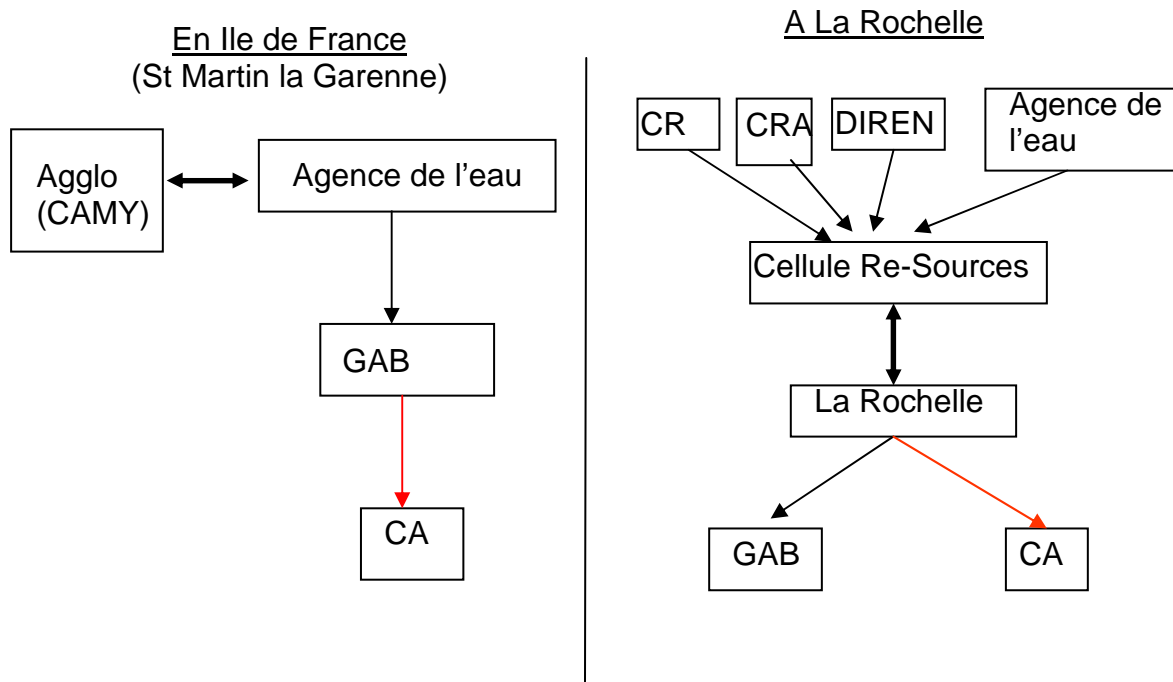 En Ile de France
(St Martin la Garenne)
Agglo
(CAMY)
Agence de l'eau
GAB
CA
A La Rochelle
CR
CRA
DIREN
Agence de
l'eau
Cellule Re-Sources
La Rochelle
GAB
CA